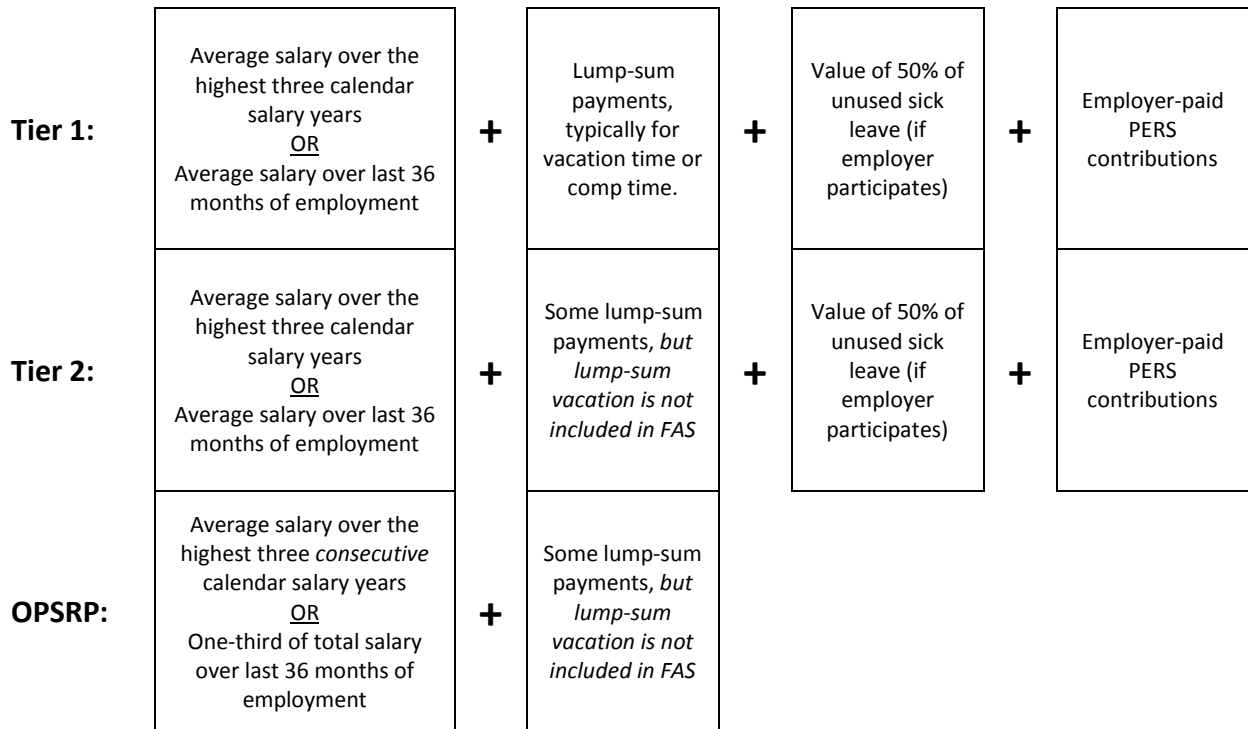 Tier 1:
Average salary over the
highest three calendar
salary years
OR
Average salary over last 36
months of employment
+
Lump-sum
payments,
typically for
vacation time or
comp time.
+
Value of 50% of
unused sick
leave (if
employer
participates)
+
Employer-paid
PERS
contributions
Tier 2:
Average salary over the
highest three calendar
salary years
OR
Average salary over last 36
months of employment
+
Some lump-sum
payments, but
lump-sum
vacation is not
included in FAS
+
Value of 50% of
unused sick
leave (if
employer
participates)
+
Employer-paid
PERS
contributions
OPSRP:
Average salary over the
highest three consecutive
calendar salary years
OR
One-third of total salary
over last 36 months of
employment
+
Some lump-sum
payments, but
lump-sum
vacation is not
included in FAS